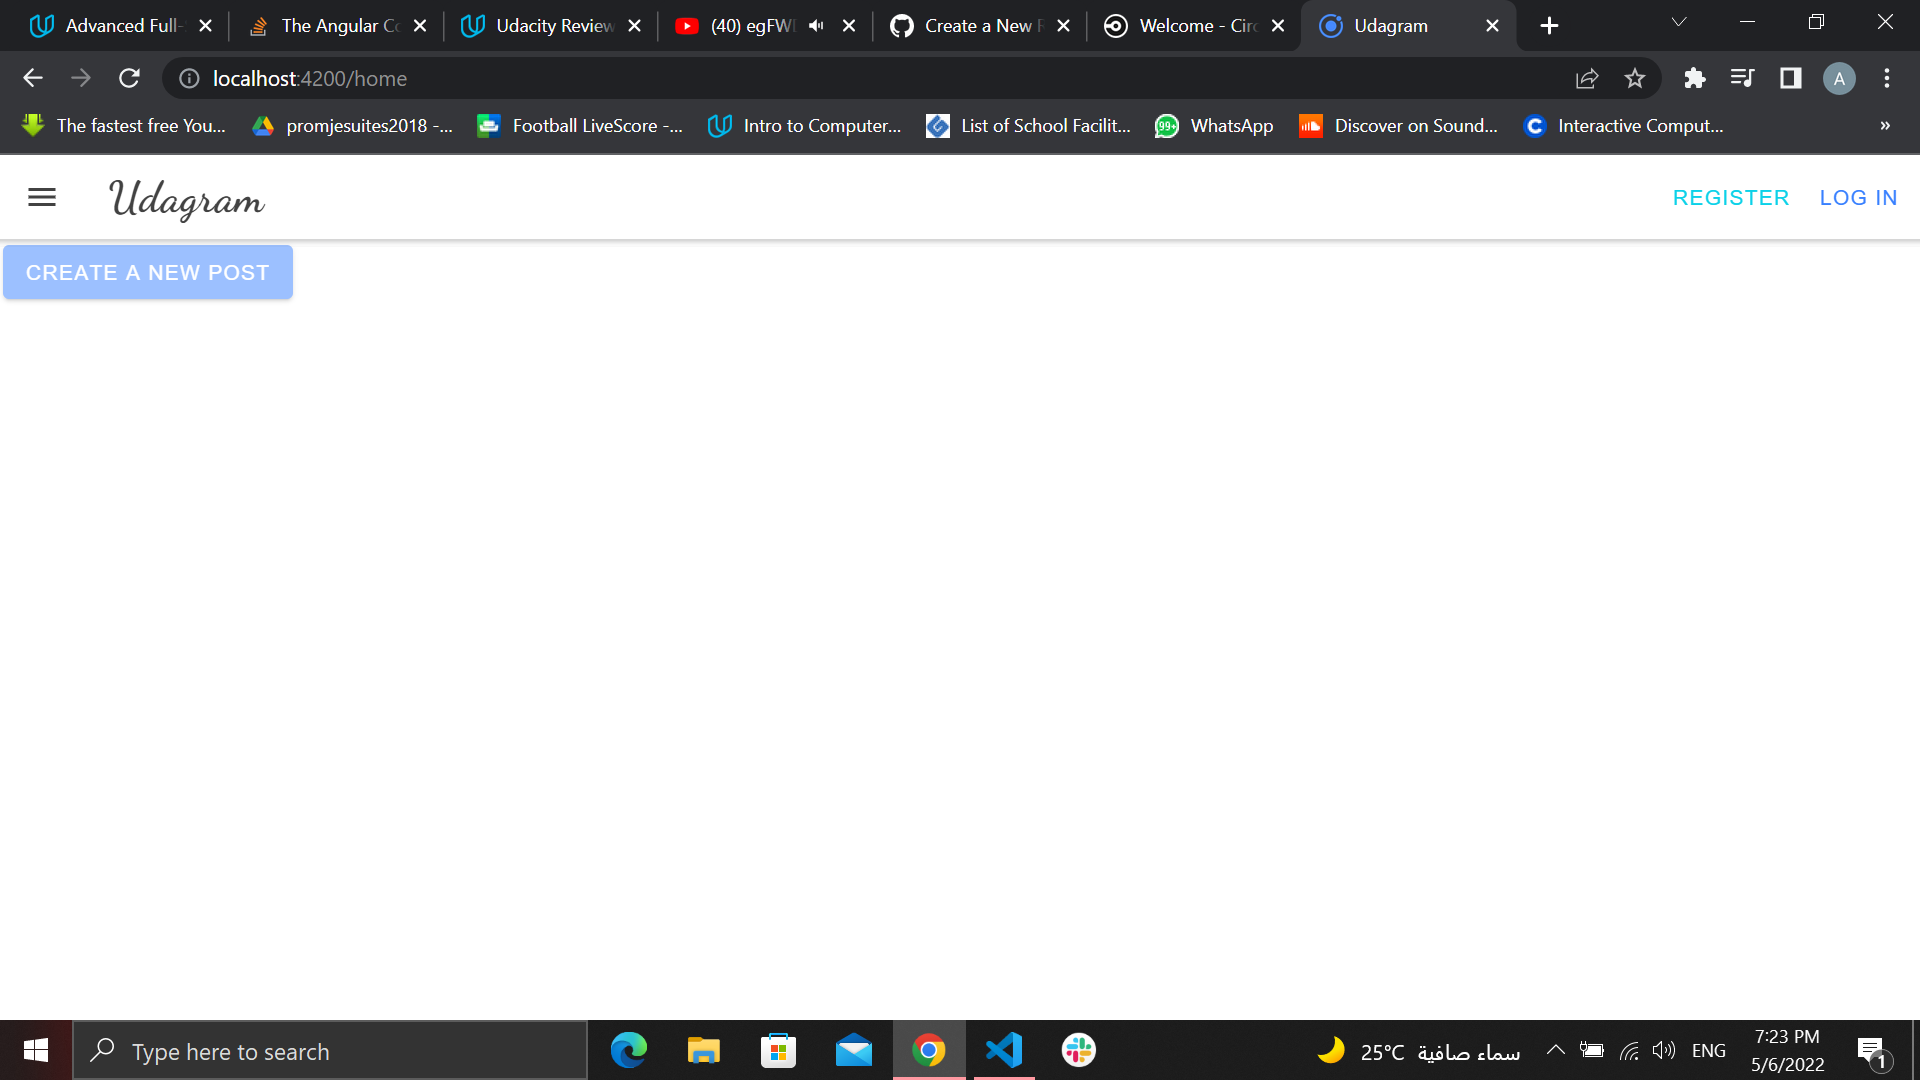 Advanced Full-
The Angular Co
Udacity Review
(40) egFW
Create a New R
Welcome - Circ
Udagram
localhost:4200/home
A
The fastest free You...
promjesuites2018 -...
Football LiveScore -...
Intro to Computer...
List of School Facilit...
99+
WhatsApp
Discover on Sound...
Interactive Comput...
»
Udagram
REGISTER
LOG IN
CREATE A NEW POST
Type here to search
25°C
سماء صافية
ENG
7:23 PM
5/6/2022
1